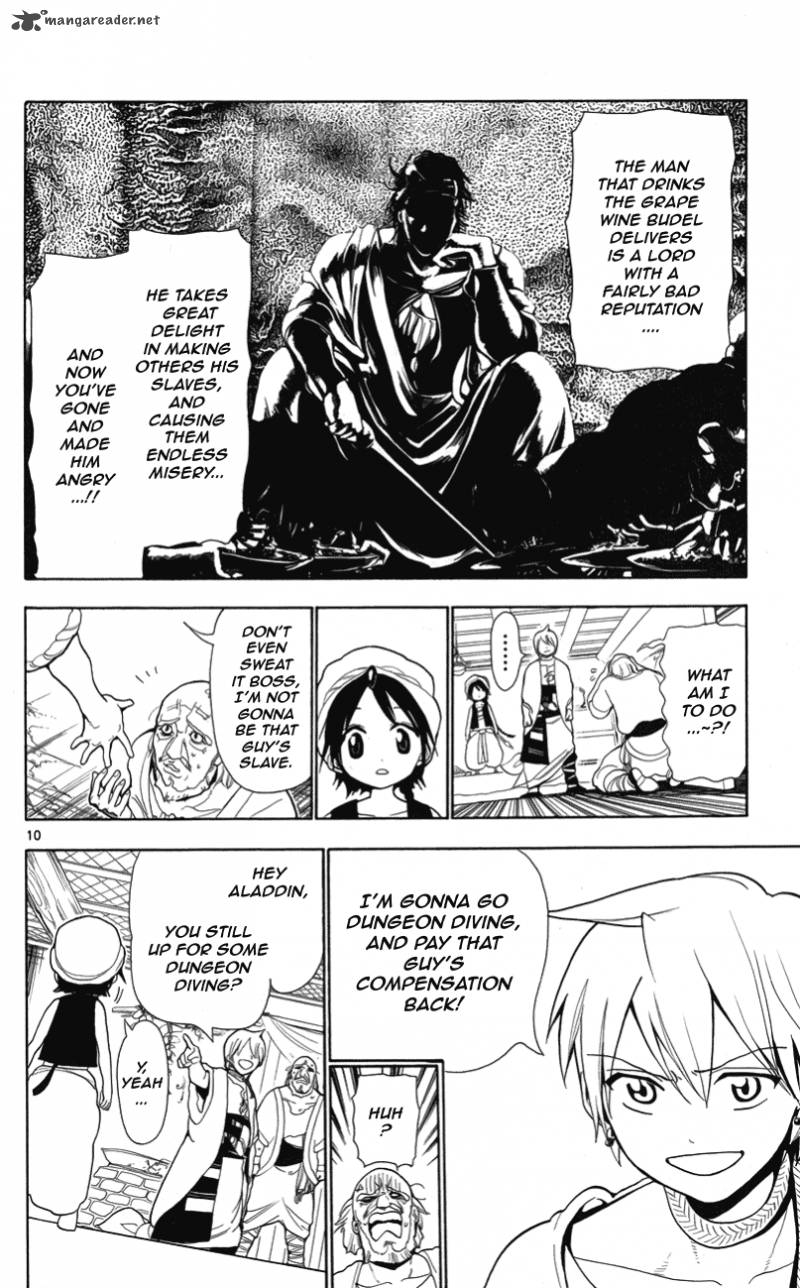 mangareader.net
THE MAN
THAT DRINKS
THE GRAPE
WINE BUDEL
DELIVERS
IS A LORD
WITH A
FAIRLY BAD
REPUTATION
....
HE TAKES
GREAT
DELIGHT
IN MAKING
OTHERS HIS
SLAVES,
AND
CAUSING
THEM
ENDLESS
MISERY...
AND
NOW
YOU'VE
GONE
AND
MADE
HIM
ANGRY
...!!
WHAT
AM I
TO DO
...~?!
.....
DON'T
EVEN
SWEAT
IT BOSS,
I'M NOT
GONNA
BE THAT
GUY'S
SLAVE.
10
I'M GONNA GO
DUNGEON DIVING,
AND PAY THAT
GUY'S
COMPENSATION
BACK!
HUH
?
HEY
ALADDIN,
YOU STILL
UP FOR SOME
DUNGEON
DIVING?
Y,
YEAH
...